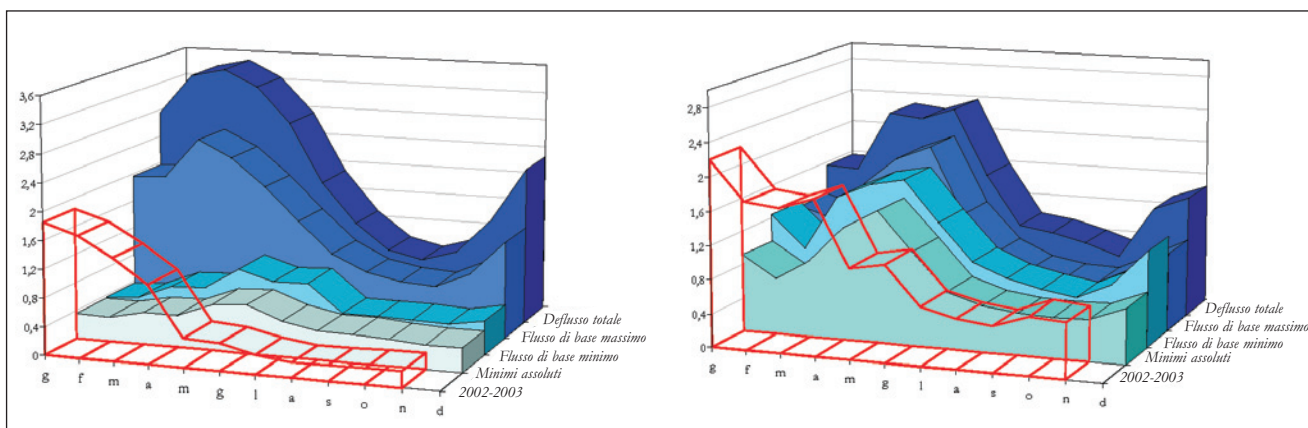 3,6
3,2
2,8
2,4
2
1,6
1,2
0,8
0,4
0
g f m a m g l a s o n d
Deflusso totale
Flusso di base massimo
Flusso di base minimo
Minimi assoluti
2002-2003
2,8
2,4
2
1,6
1,2
0,8
0,4
0
g f m a m g l a s o n d
Deflusso totale
Flusso di base massimo
Flusso di base minimo
Minimi assoluti
2002-2003